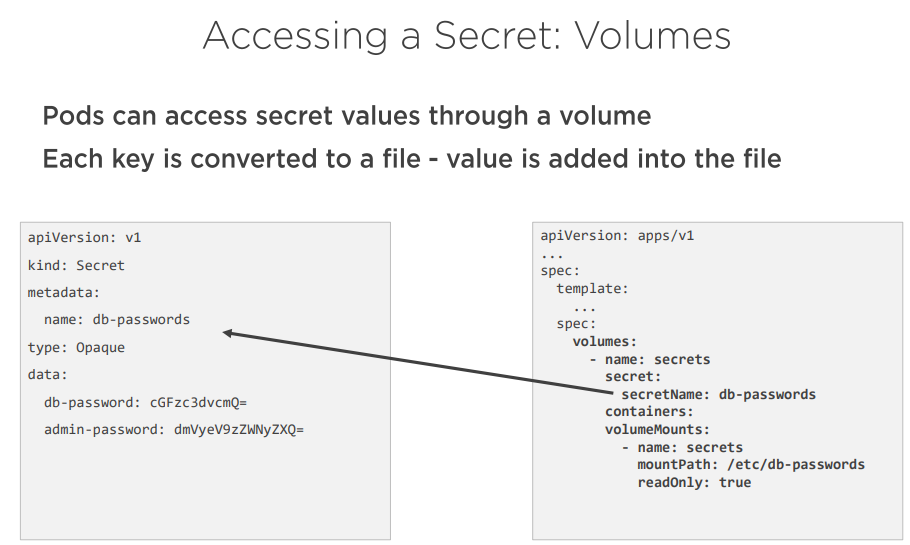 Accessing a Secret: Volumes
Pods can access secret values through a volume
Each key is converted to a file - value is added into the file
apiVersion: v1
kind: Secret
metadata:
  name: db-passwords
type: Opaque
data:
  db-password: cGFzc3dvcmQ=
  admin-password: dmVyeV9zZWNyZXQ=
apiVersion: apps/v1
...
spec:
  template:
    ...
  spec:
    volumes:
      - name: secrets
        secret:
          secretName: db-passwords
        containers:
        volumeMounts:
          - name: secrets
            mountPath: /etc/db-passwords
            readOnly: true